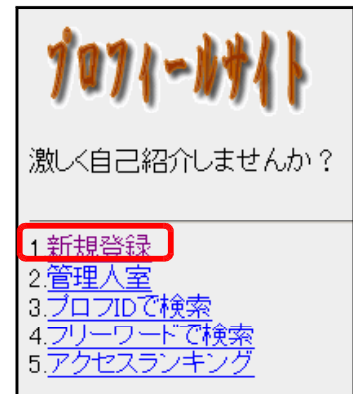 プロフィールサイト
激しく自己紹介しませんか？
1.新規登録
2.管理人室
3.プロフIDで検索
4.フリーワードで検索
5.アクセスランキング